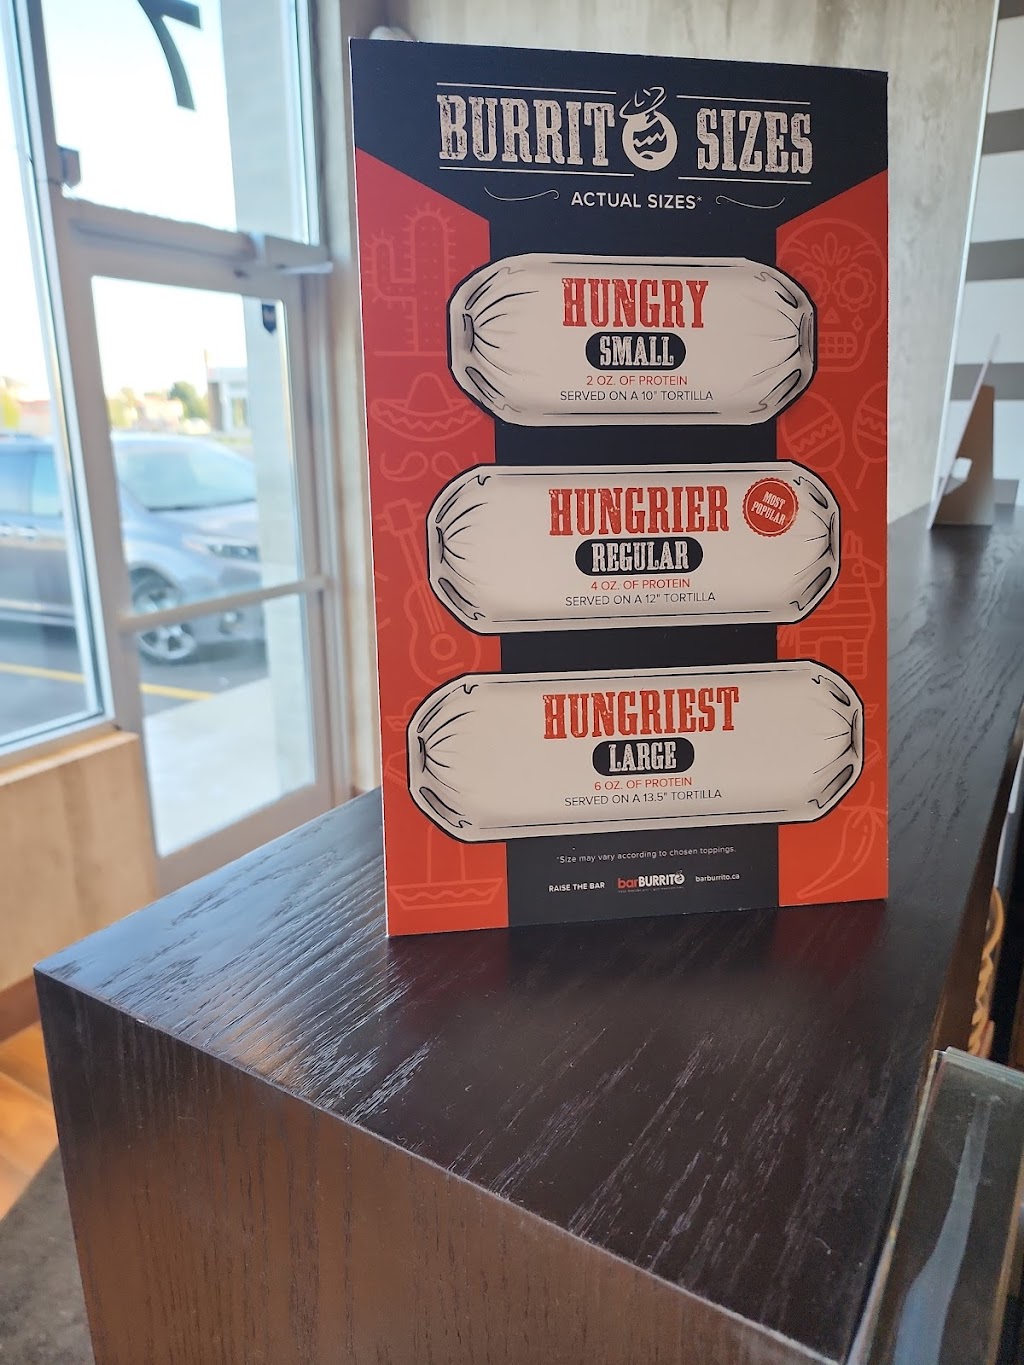 BURRITO SIZES
ACTUAL SIZES*
HUNGRY
SMALL
2 OZ. OF PROTEIN
SERVED ON A 10" TORTILLA
HUNGRIER
MOST
POPULAR
REGULAR
4 OZ. OF PROTEIN
SERVED ON A 12" TORTILLA
HUNGRIEST
LARGE
6 OZ. OF PROTEIN
SERVED ON A 13.5" TORTILLA
*Size may vary according to chosen toppings.
RAISE THE BAR barBURRITO barburrito.ca